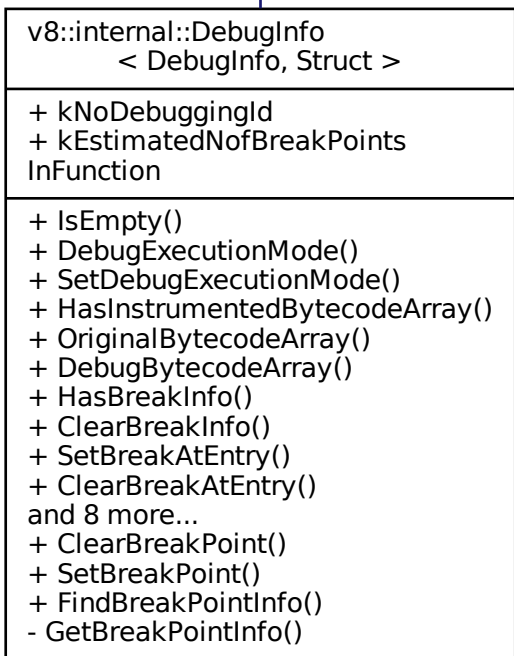 v8::internal::DebugInfo
< DebugInfo, Struct >
+ kNoDebuggingId
+ kEstimatedNofBreakPoints
InFunction
+ IsEmpty()
+ DebugExecutionMode()
+ SetDebugExecutionMode()
+ HasInstrumentedBytecodeArray()
+ OriginalBytecodeArray()
+ DebugBytecodeArray()
+ HasBreakInfo()
+ ClearBreakInfo()
+ SetBreakAtEntry()
+ ClearBreakAtEntry()
and 8 more...
+ ClearBreakPoint()
+ SetBreakPoint()
+ FindBreakPointInfo()
- GetBreakPointInfo()